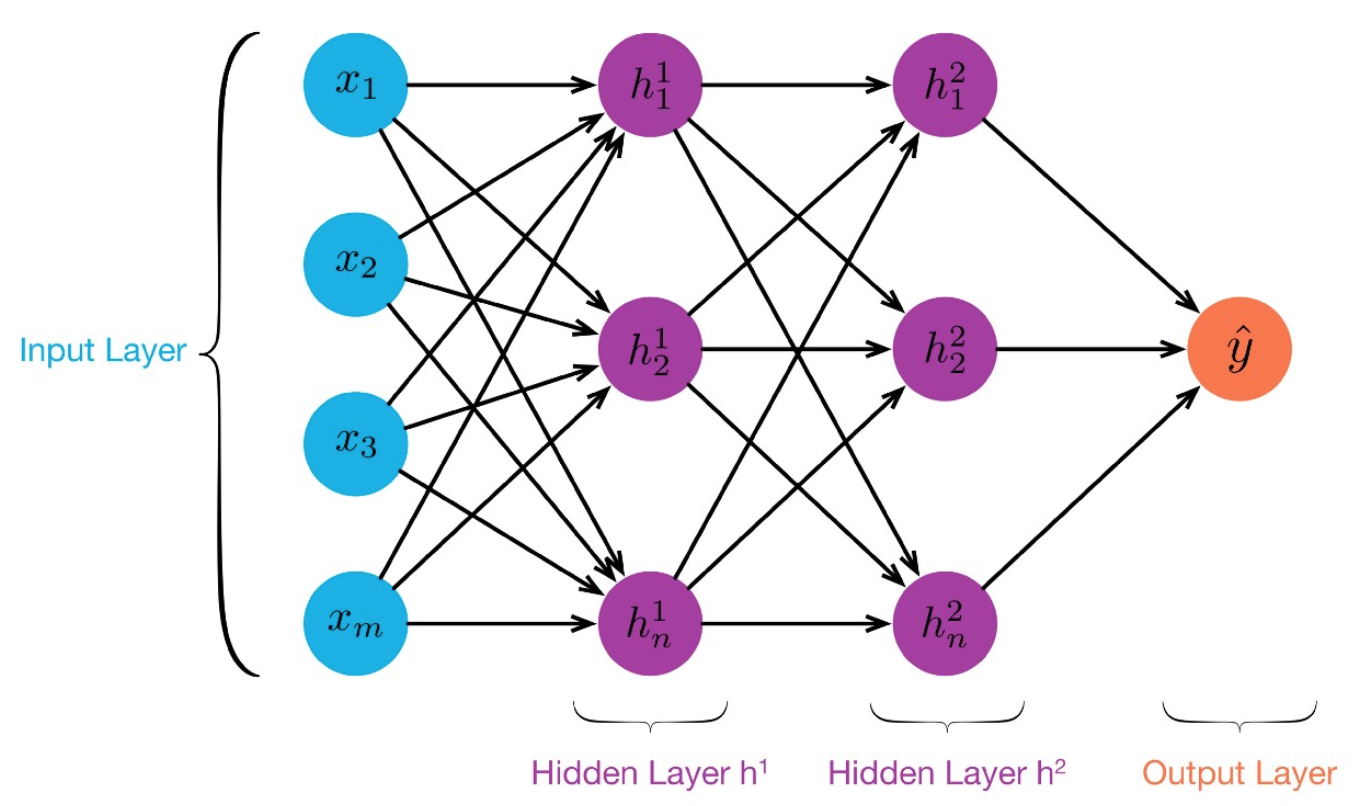 x₁ h¹₁ h²₁
x₂
Input Layer h¹₂ h²₂ ŷ
x₃
xₘ h¹ₙ h²ₙ
Hidden Layer h¹ Hidden Layer h² Output Layer